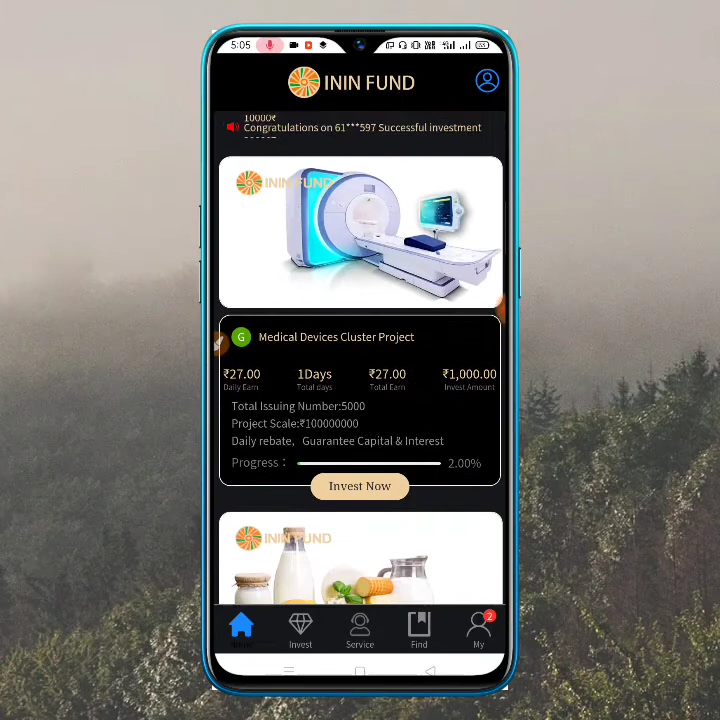 5:05
ININ FUND
10000₹
Congratulations on 61***597 Successful investment
ININ FUND
G Medical Devices Cluster Project
₹27.00 1Days ₹27.00 ₹1,000.00
Daily Earn Total days Total Earn Invest Amount
Total Issuing Number:5000
Project Scale:₹100000000
Daily rebate, Guarantee Capital & Interest
Progress： 2.00%
Invest Now
ININ FUND
2
Invest Service Find My